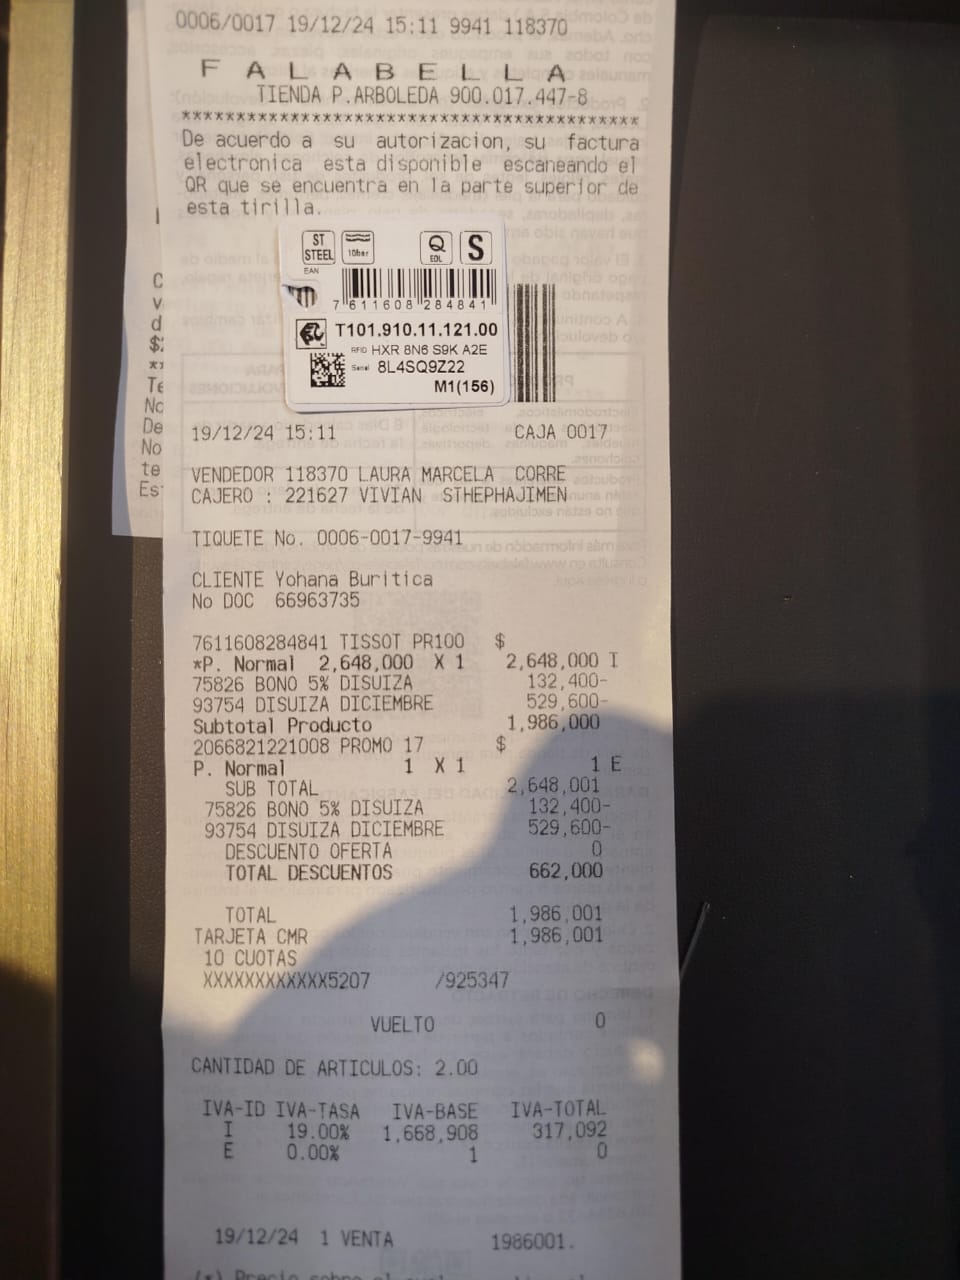 0006/0017 19/12/24 15:11 9941 118370
F A L A B E L L A
TIENDA P.ARBOLEDA 900.017.447-8
******************************************
De acuerdo a su autorizacion, su factura
electronica esta disponible escaneando el
QR que se encuentra en la parte superior de
esta tirilla.
ST STEEL
10bar
Q EOL
S
EAN
7 611608 284841
T101.910.11.121.00
RFID HXR 8N6 S9K A2E
Serial 8L4SQ9Z22
M1(156)
19/12/24 15:11 CAJA 0017
VENDEDOR 118370 LAURA MARCELA CORRE
CAJERO : 221627 VIVIAN STHEPHAJIMEN
TIQUETE No. 0006-0017-9941
CLIENTE Yohana Buritica
No DOC 66963735
7611608284841 TISSOT PR100 $
*P. Normal 2,648,000 X 1 2,648,000 I
75826 BONO 5% DISUIZA 132,400-
93754 DISUIZA DICIEMBRE 529,600-
Subtotal Producto 1,986,000
2066821221008 PROMO 17 $
P. Normal 1 X 1 1 E
SUB TOTAL 2,648,001
75826 BONO 5% DISUIZA 132,400-
93754 DISUIZA DICIEMBRE 529,600-
DESCUENTO OFERTA 0
TOTAL DESCUENTOS 662,000
TOTAL 1,986,001
TARJETA CMR 1,986,001
10 CUOTAS
XXXXXXXXXXXX5207 /925347
VUELTO 0
CANTIDAD DE ARTICULOS: 2.00
IVA-ID IVA-TASA IVA-BASE IVA-TOTAL
I 19.00% 1,668,908 317,092
E 0.00% 1 0
19/12/24 1 VENTA 1986001.